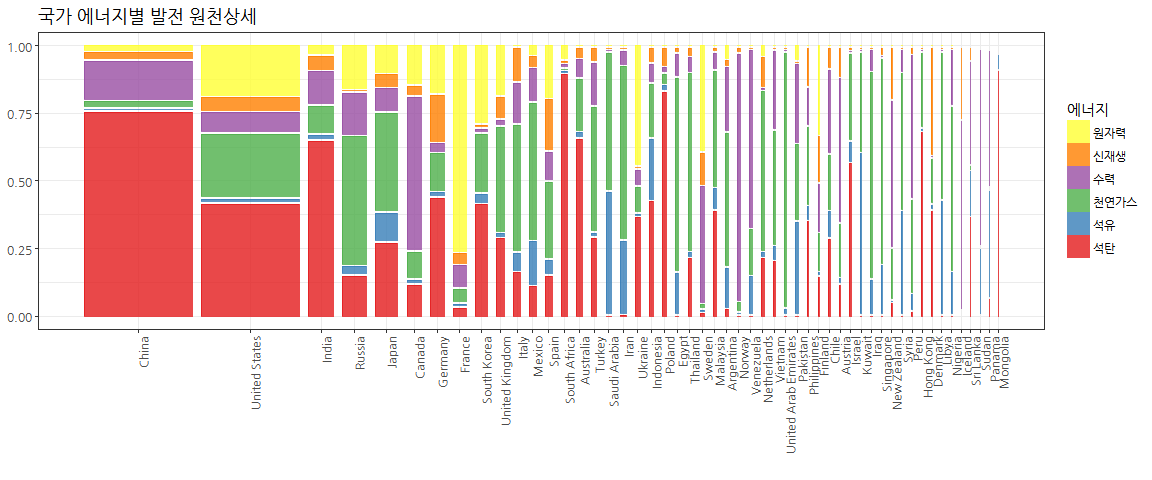 국가 에너지별 발전 원천상세
1.00
0.75
0.50
0.25
0.00
China
United States
India
Russia
Japan
Canada
Germany
France
South Korea
United Kingdom
Italy
Mexico
Spain
South Africa
Australia
Turkey
Saudi Arabia
Iran
Ukraine
Indonesia
Poland
Egypt
Thailand
Sweden
Malaysia
Argentina
Norway
Venezuela
Netherlands
Vietnam
United Arab Emirates
Pakistan
Philippines
Finland
Chile
Austria
Israel
Kuwait
Iraq
Singapore
New Zealand
Syria
Peru
Hong Kong
Denmark
Libya
Nigeria
Iceland
Sri Lanka
Sudan
Panama
Mongolia
에너지
원자력
신재생
수력
천연가스
석유
석탄